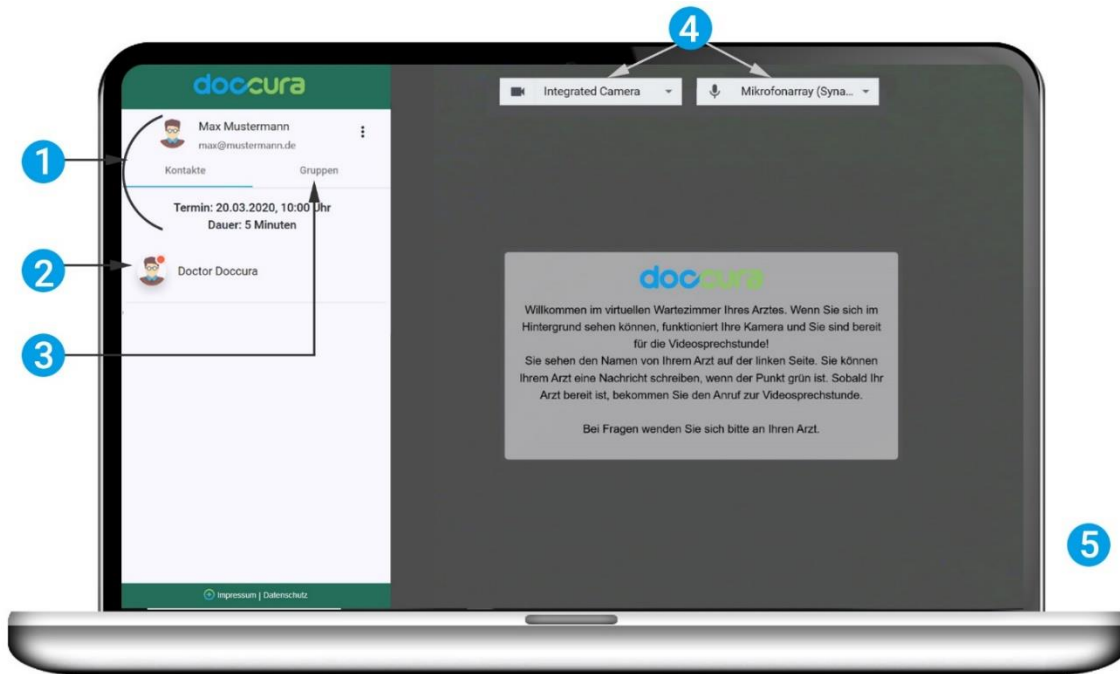 4
doccura
Integrated Camera
Mikrofonarray (Syna...
Max Mustermann
max@mustermann.de
1
Kontakte
Gruppen
Termin: 20.03.2020, 10:00 Uhr
Dauer: 5 Minuten
2
Doctor Doccura
3
doccura
Willkommen im virtuellen Wartezimmer Ihres Arztes. Wenn Sie sich im
Hintergrund sehen können, funktioniert Ihre Kamera und Sie sind bereit
für die Videosprechstunde!
Sie sehen den Namen von Ihrem Arzt auf der linken Seite. Sie können
Ihrem Arzt eine Nachricht schreiben, wenn der Punkt grün ist. Sobald Ihr
Arzt bereit ist, bekommen Sie den Anruf zur Videosprechstunde.
Bei Fragen wenden Sie sich bitte an Ihren Arzt.
5
Impressum | Datenschutz